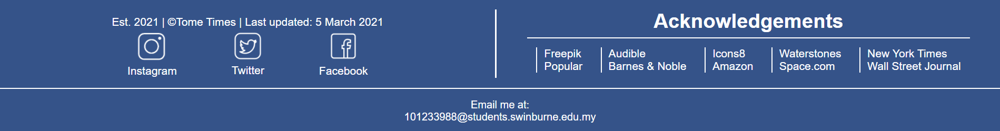 Est. 2021 | ©Tome Times | Last updated: 5 March 2021
Instagram
Twitter
Facebook
Acknowledgements
Freepik
Popular
Audible
Barnes & Noble
Icons8
Amazon
Waterstones
Space.com
New York Times
Wall Street Journal
Email me at:
101233988@students.swinburne.edu.my